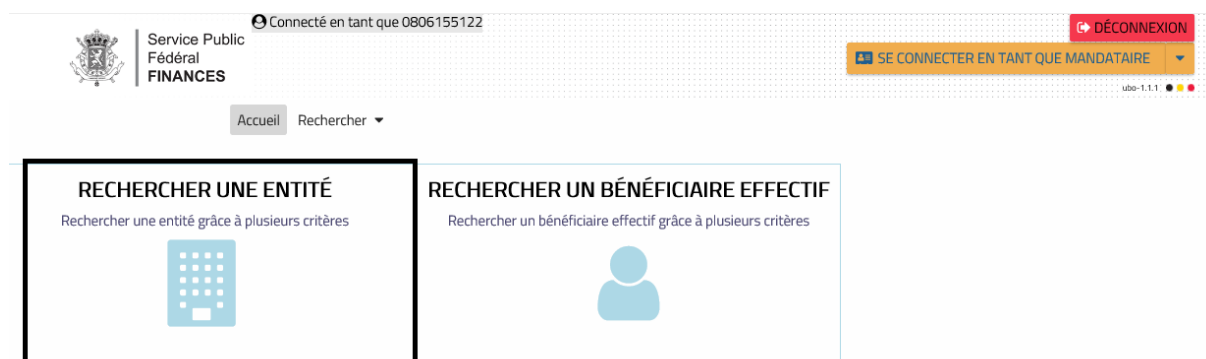 Connecté en tant que 0806155122
Service Public
Fédéral
FINANCES
DÉCONNEXION
SE CONNECTER EN TANT QUE MANDATAIRE
ubo-1.1.1
Accueil Rechercher
RECHERCHER UNE ENTITÉ
Rechercher une entité grâce à plusieurs critères
RECHERCHER UN BÉNÉFICIAIRE EFFECTIF
Rechercher un bénéficiaire effectif grâce à plusieurs critères